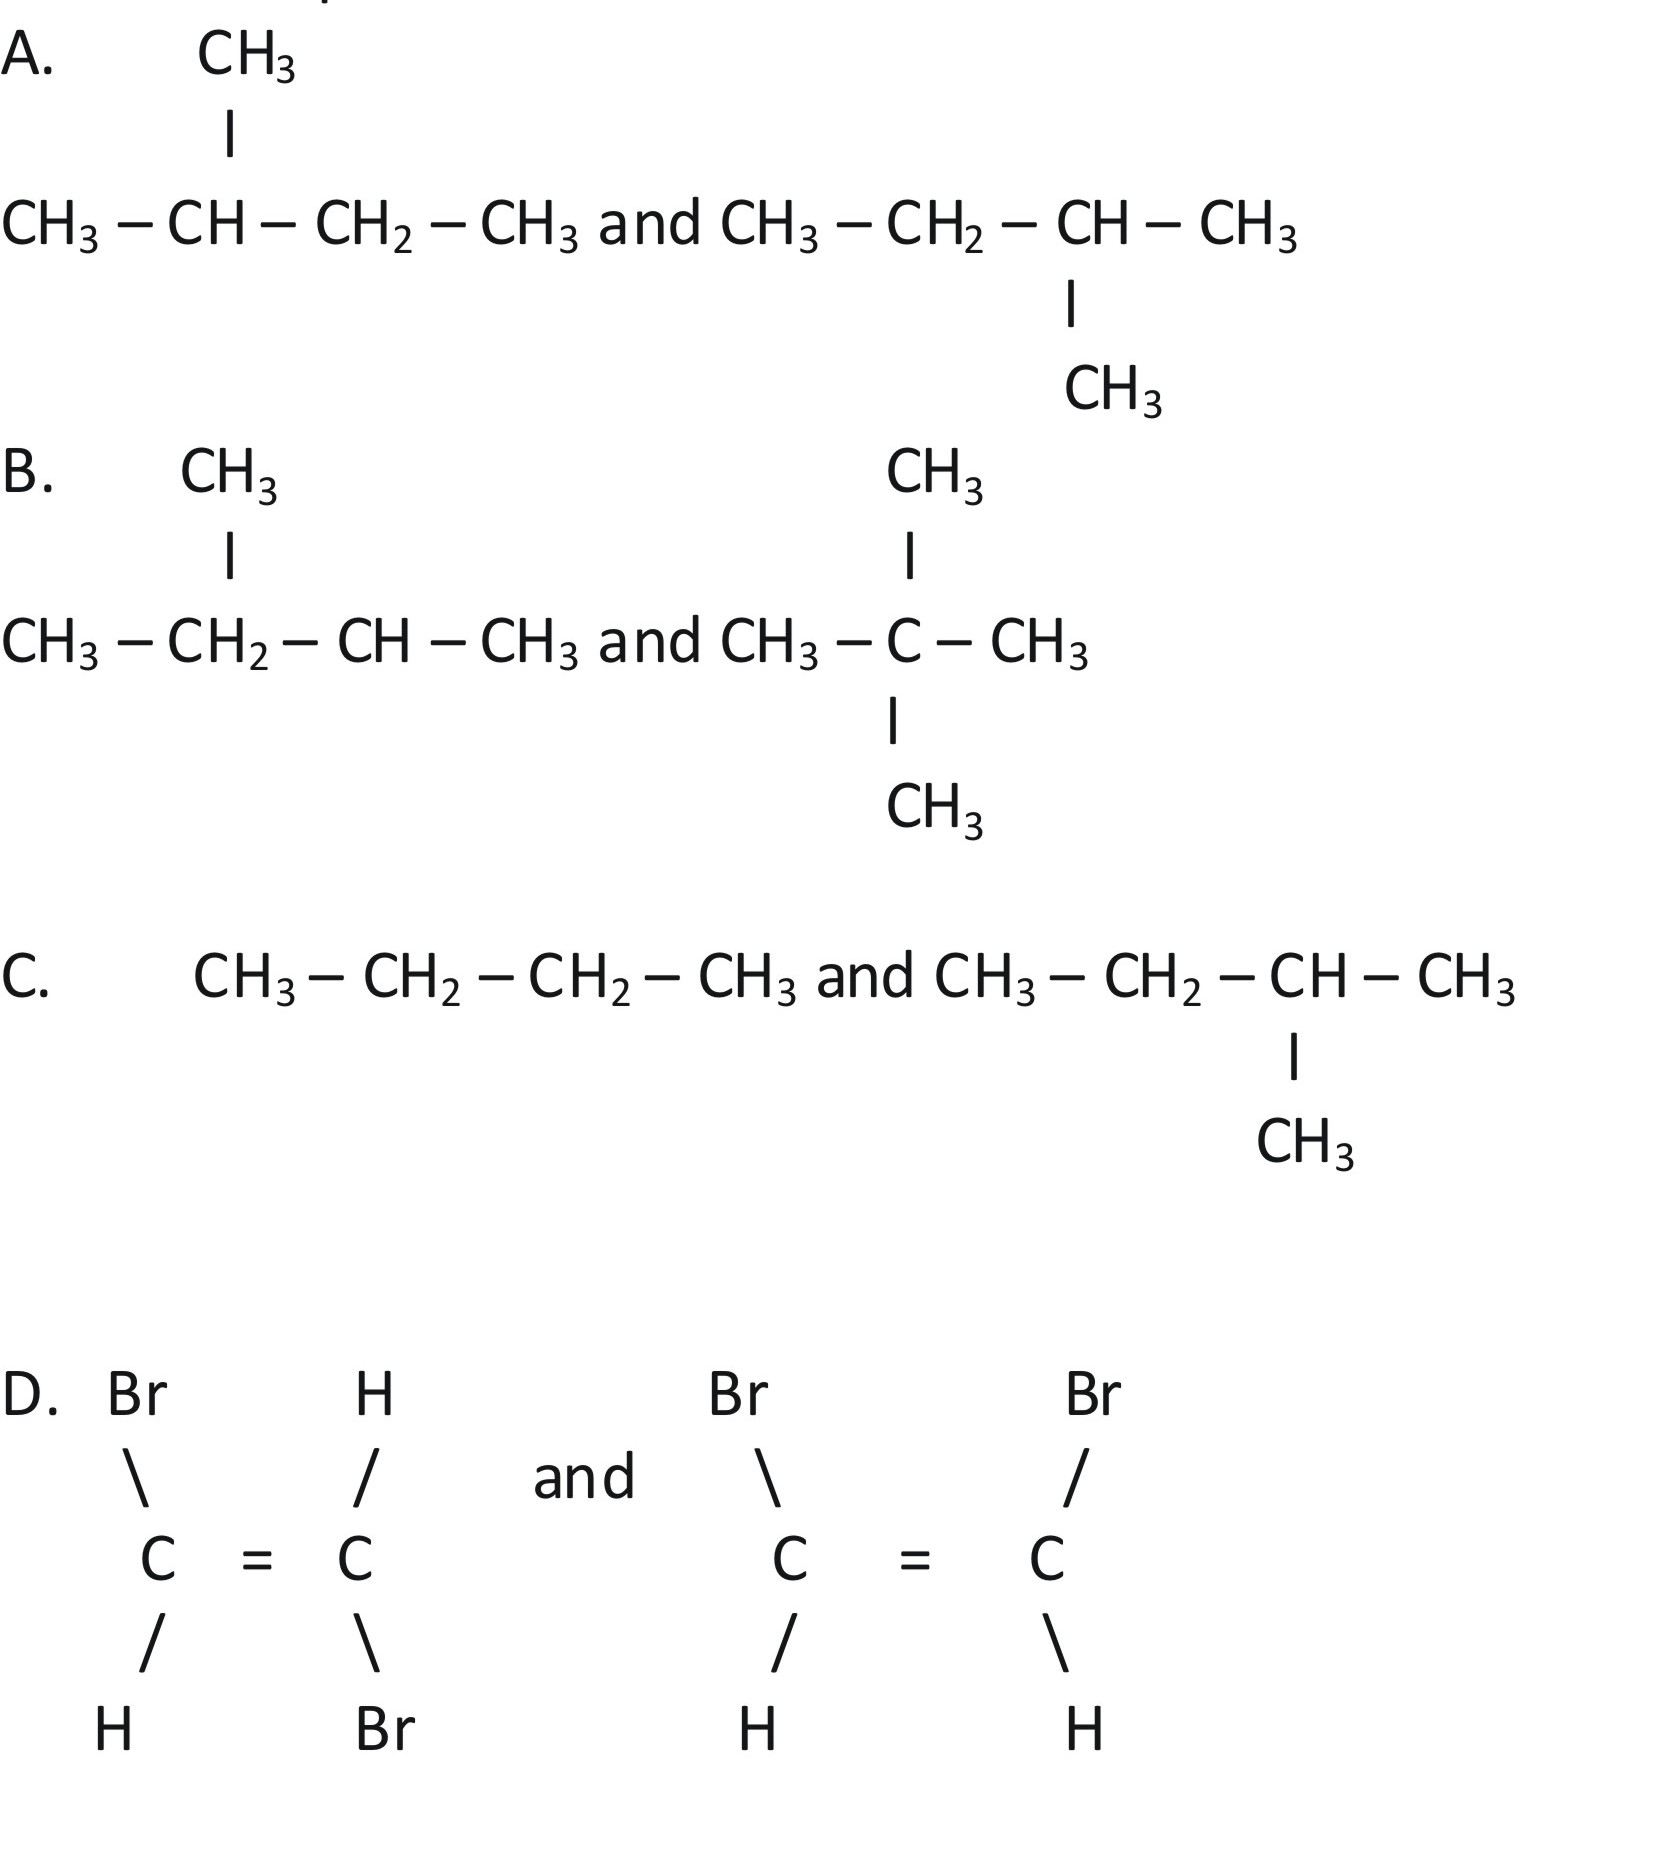 A. CH₃
|
CH₃ – CH – CH₂ – CH₃ and CH₃ – CH₂ – CH – CH₃
|
CH₃
B. CH₃ CH₃
| |
CH₃ – CH₂ – CH – CH₃ and CH₃ – C – CH₃
|
CH₃
C. CH₃ – CH₂ – CH₂ – CH₃ and CH₃ – CH₂ – CH – CH₃
|
CH₃
D. Br H Br Br
\ / and \ /
C = C C = C
/ \ / \
H Br H H